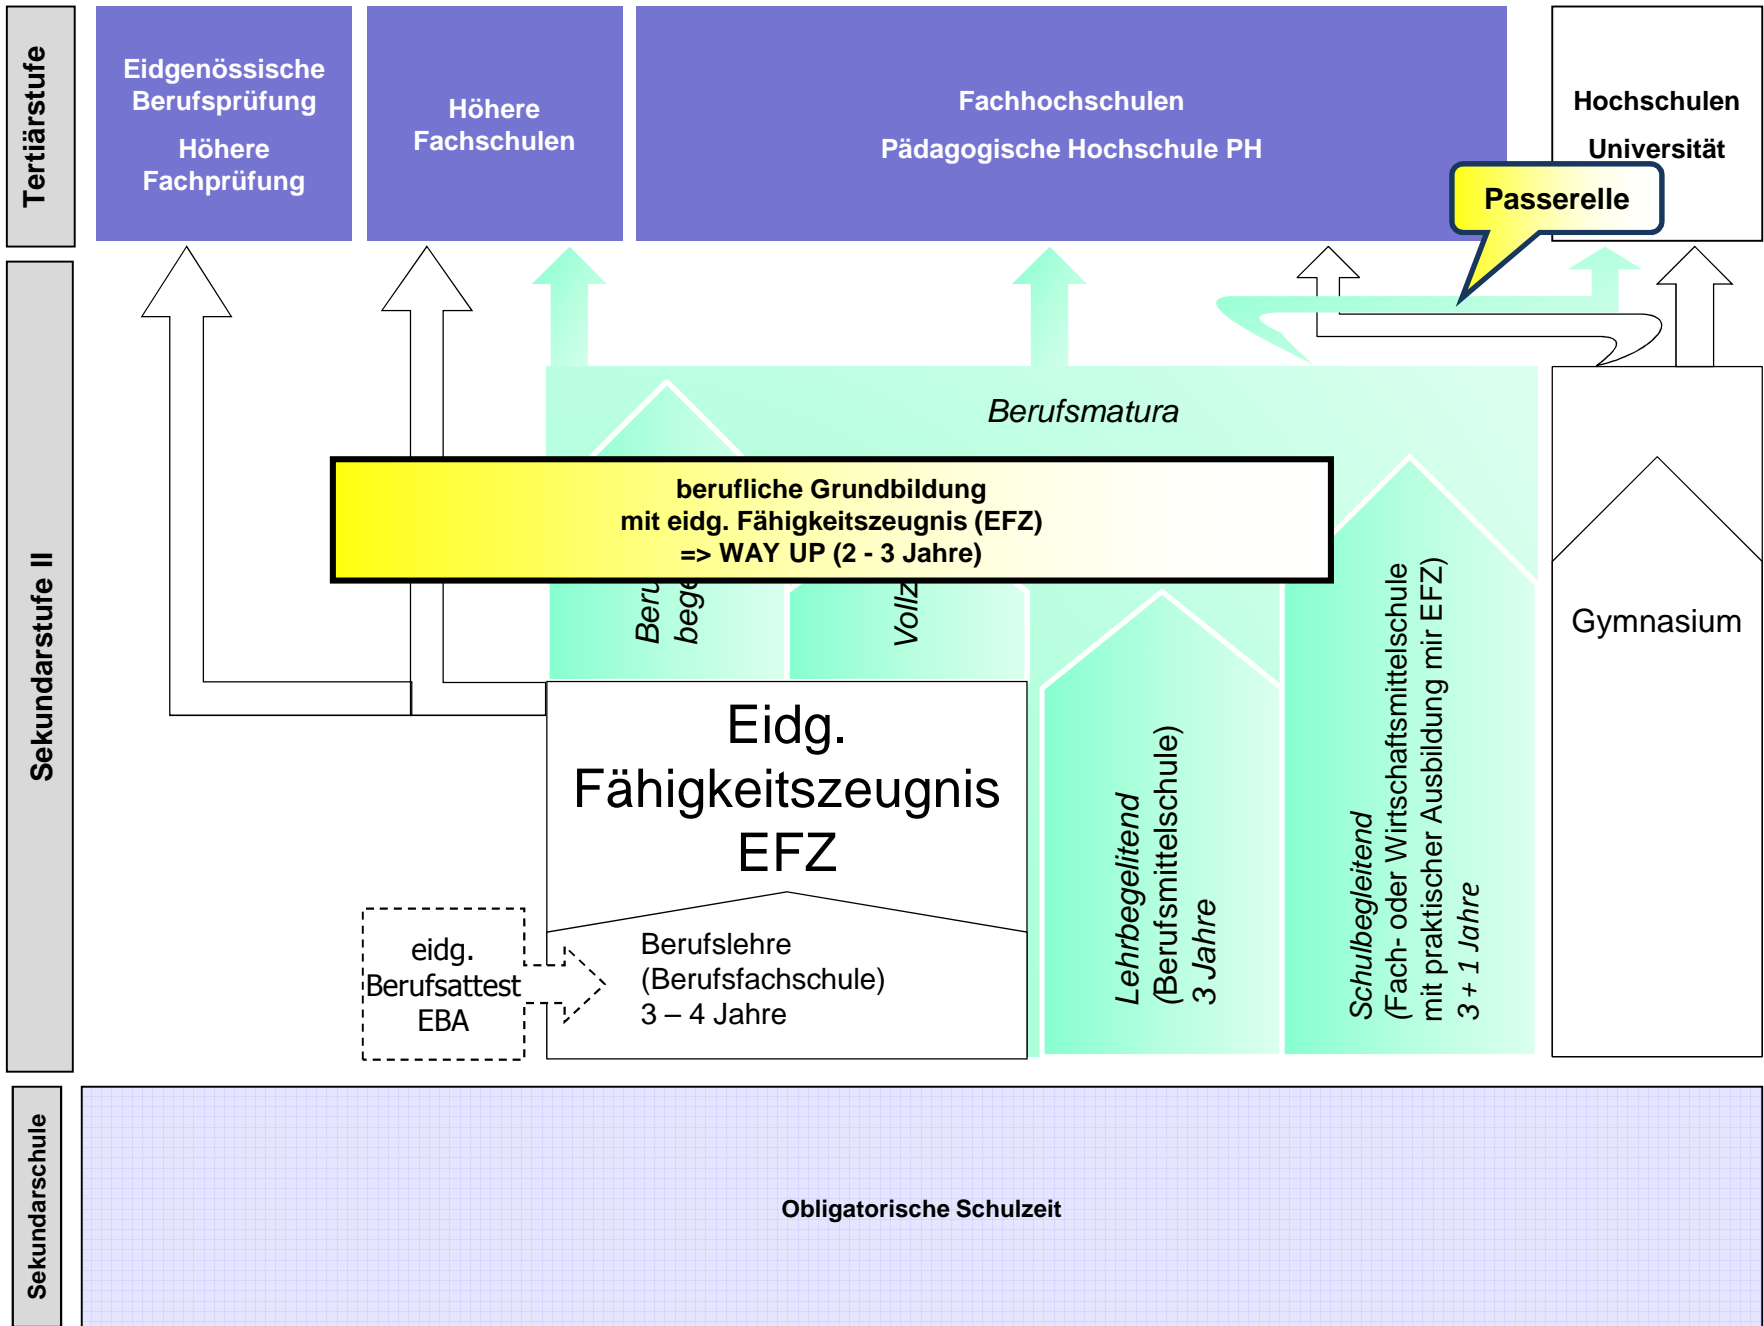 Tertiärstufe
Eidgenössische
Berufsprüfung
Höhere
Fachprüfung
Höhere
Fachschulen
Fachhochschulen
Pädagogische Hochschule PH
Hochschulen
Universität
Passerelle
Sekundarstufe II
Berufsmatura
berufliche Grundbildung
mit eidg. Fähigkeitszeugnis (EFZ)
=> WAY UP (2 - 3 Jahre)
Eidg.
Fähigkeitszeugnis
EFZ
eidg.
Berufsattest
EBA
Berufslehre
(Berufsfachschule)
3 – 4 Jahre
Lehrbegelitend
(Berufsmittelschule)
3 Jahre
Schulbegleitend
(Fach- oder Wirtschaftsmittelschule
mit praktischer Ausbildung mir EFZ)
3 + 1 Jahre
Gymnasium
Sekundarschule
Obligatorische Schulzeit